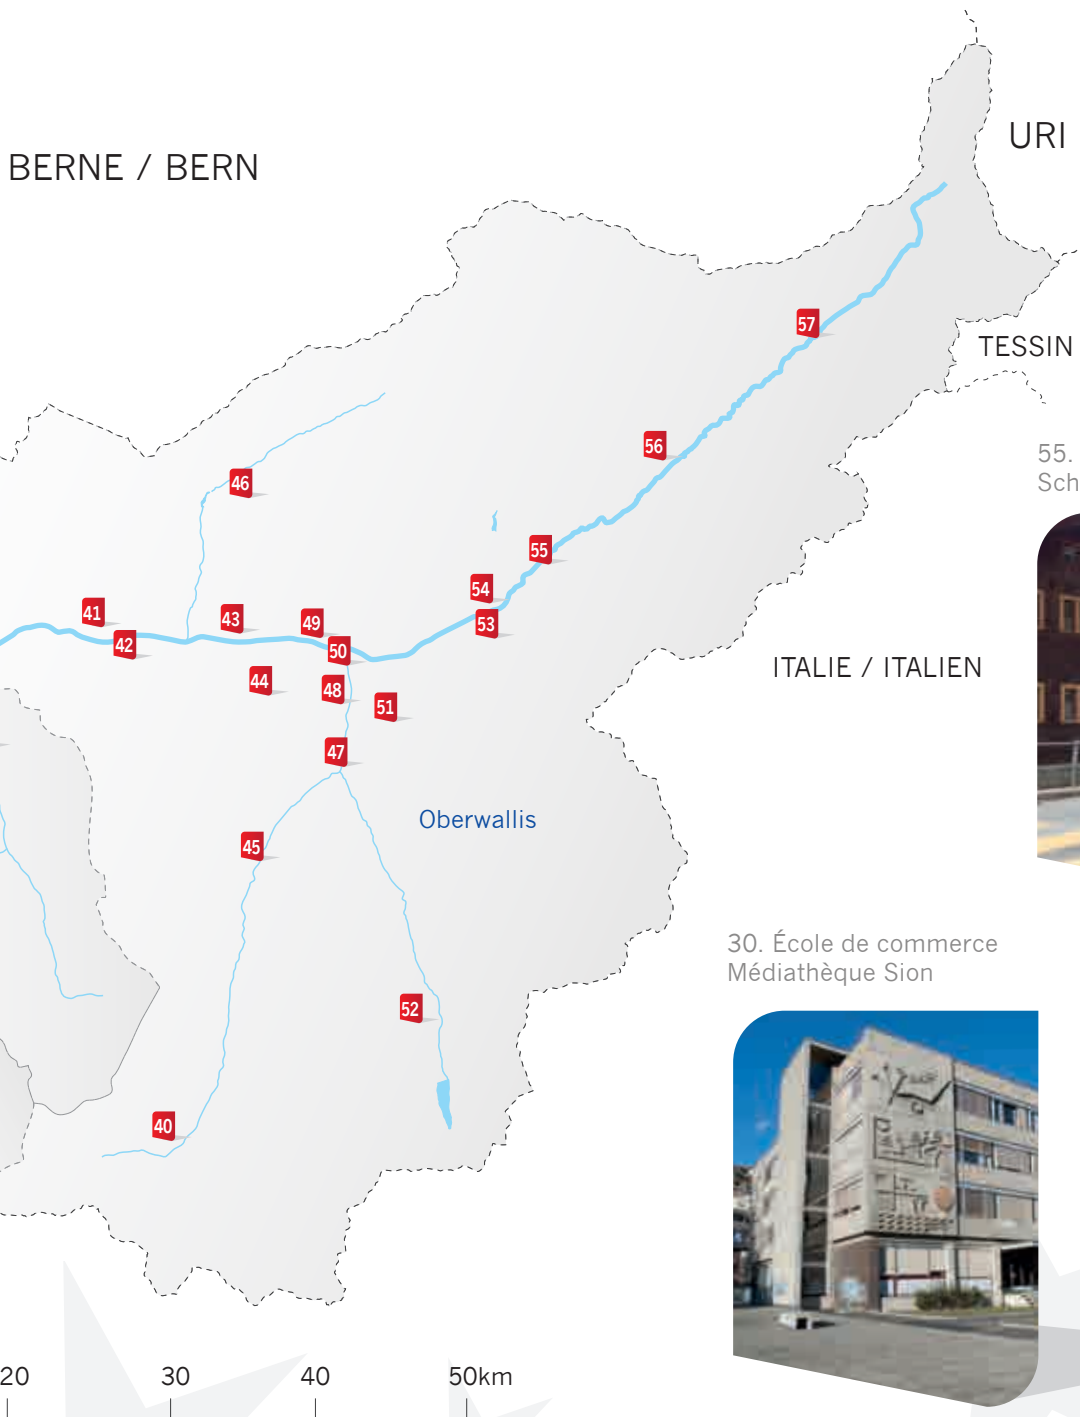 URI
BERNE / BERN
57
TESSIN
56
55.
Sch
46
55
54
41
43
49
53
42
50
ITALIE / ITALIEN
44
48
51
47
Oberwallis
45
30. École de commerce
Médiathèque Sion
52
40
20
30
40
50km